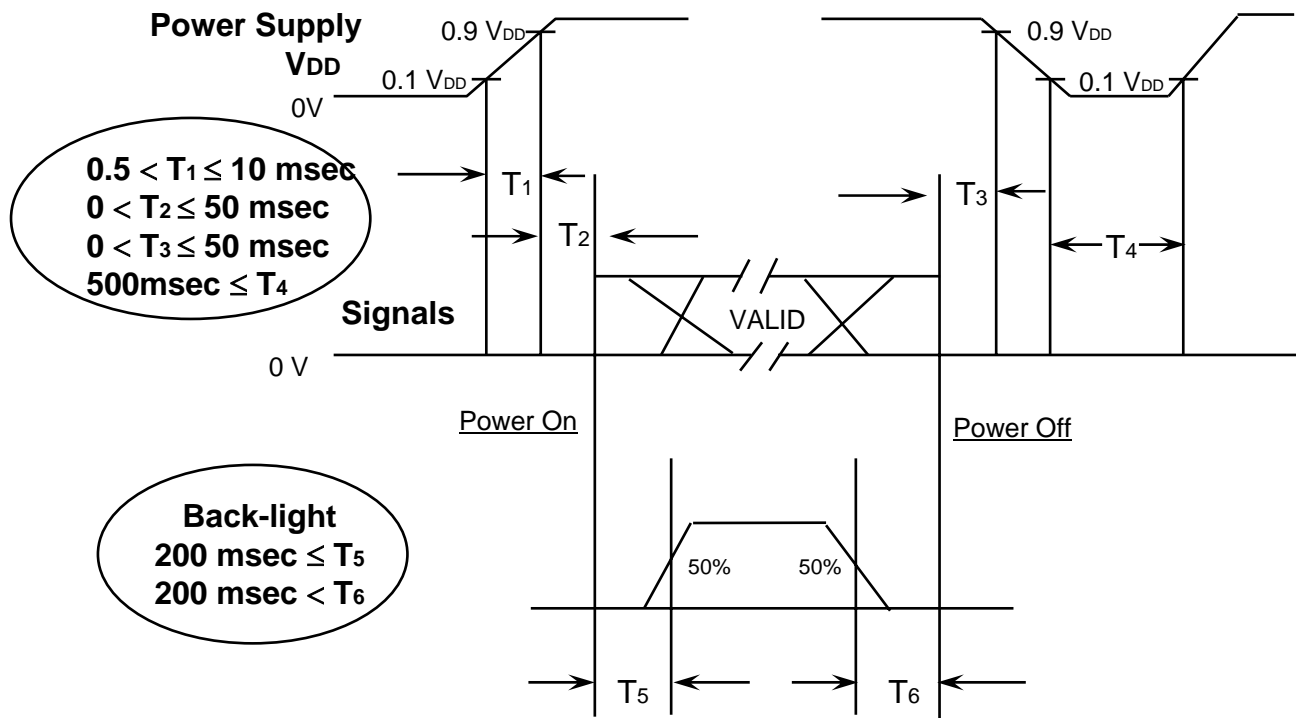 Power Supply
VDD
0.9 VDD
0.1 VDD
0V
0.9 VDD
0.1 VDD
0.5 < T1 ≤ 10 msec
0 < T2 ≤ 50 msec
0 < T3 ≤ 50 msec
500msec ≤ T4
T1
T2
T3
T4
Signals
VALID
0 V
Power On
Power Off
Back-light
200 msec ≤ T5
200 msec < T6
50%
50%
T5
T6